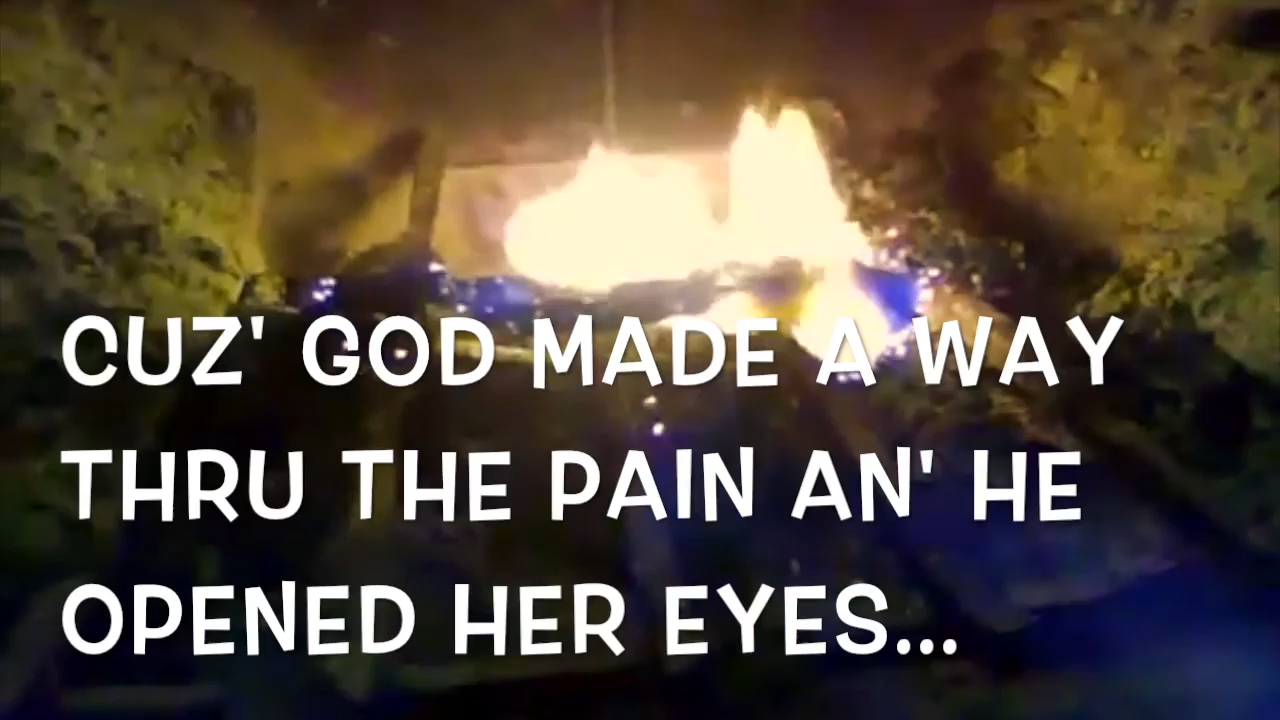 CUZ' GOD MADE A WAY
THRU THE PAIN AN' HE
OPENED HER EYES...